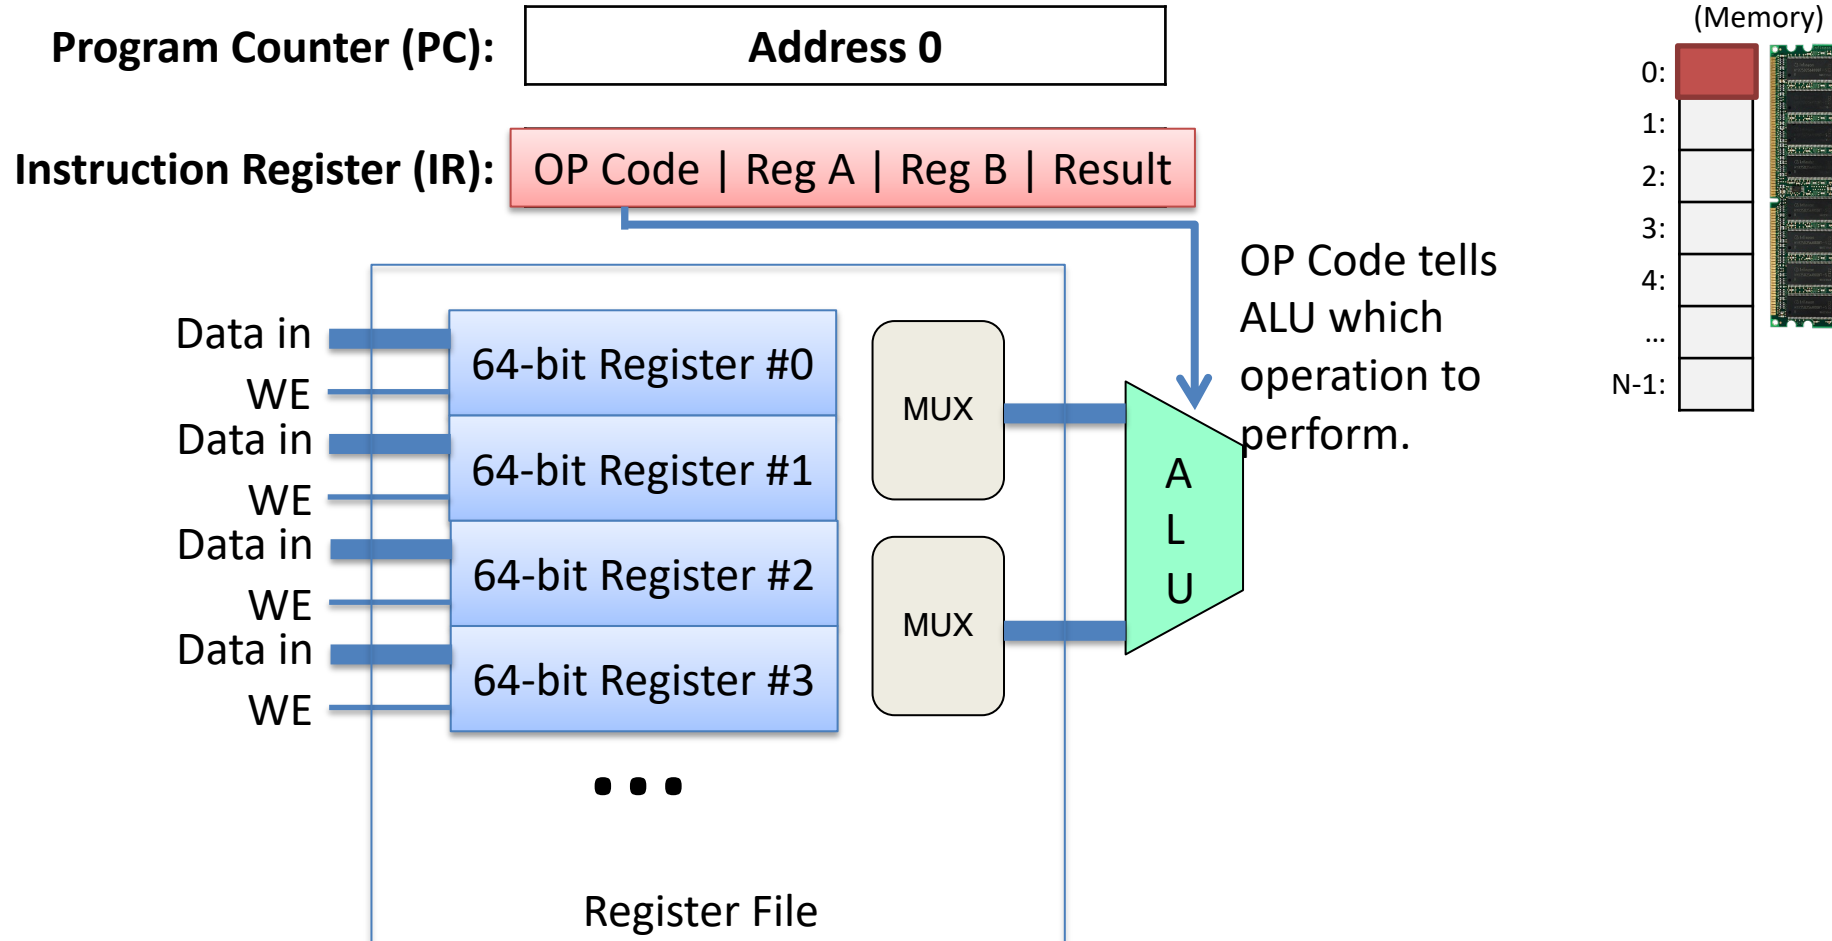 (Memory)
Program Counter (PC):
Address 0
0:
1:
Instruction Register (IR):
OP Code | Reg A | Reg B | Result
2:
3:
4:
...
N-1:
OP Code tells
ALU which
operation to
perform.
Data in
WE
64-bit Register #0
Data in
WE
64-bit Register #1
Data in
WE
64-bit Register #2
Data in
WE
64-bit Register #3
MUX
MUX
A
L
U
...
Register File